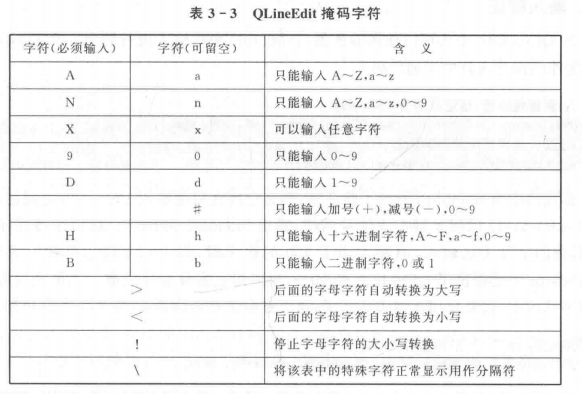 表 3-3 QLineEdit 掩码字符
字符(必须输入) 字符(可留空) 含 义
A a 只能输入 A~Z,a~z
N n 只能输入 A~Z,a~z,0~9
X x 可以输入任意字符
9 0 只能输入 0~9
D d 只能输入 1~9
# 只能输入加号(+),减号(-),0~9
H h 只能输入十六进制字符,A~F,a~f,0~9
B b 只能输入二进制字符,0 或 1
> 后面的字母字符自动转换为大写
< 后面的字母字符自动转换为小写
! 停止字母字符的大小写转换
\ 将该表中的特殊字符正常显示用作分隔符